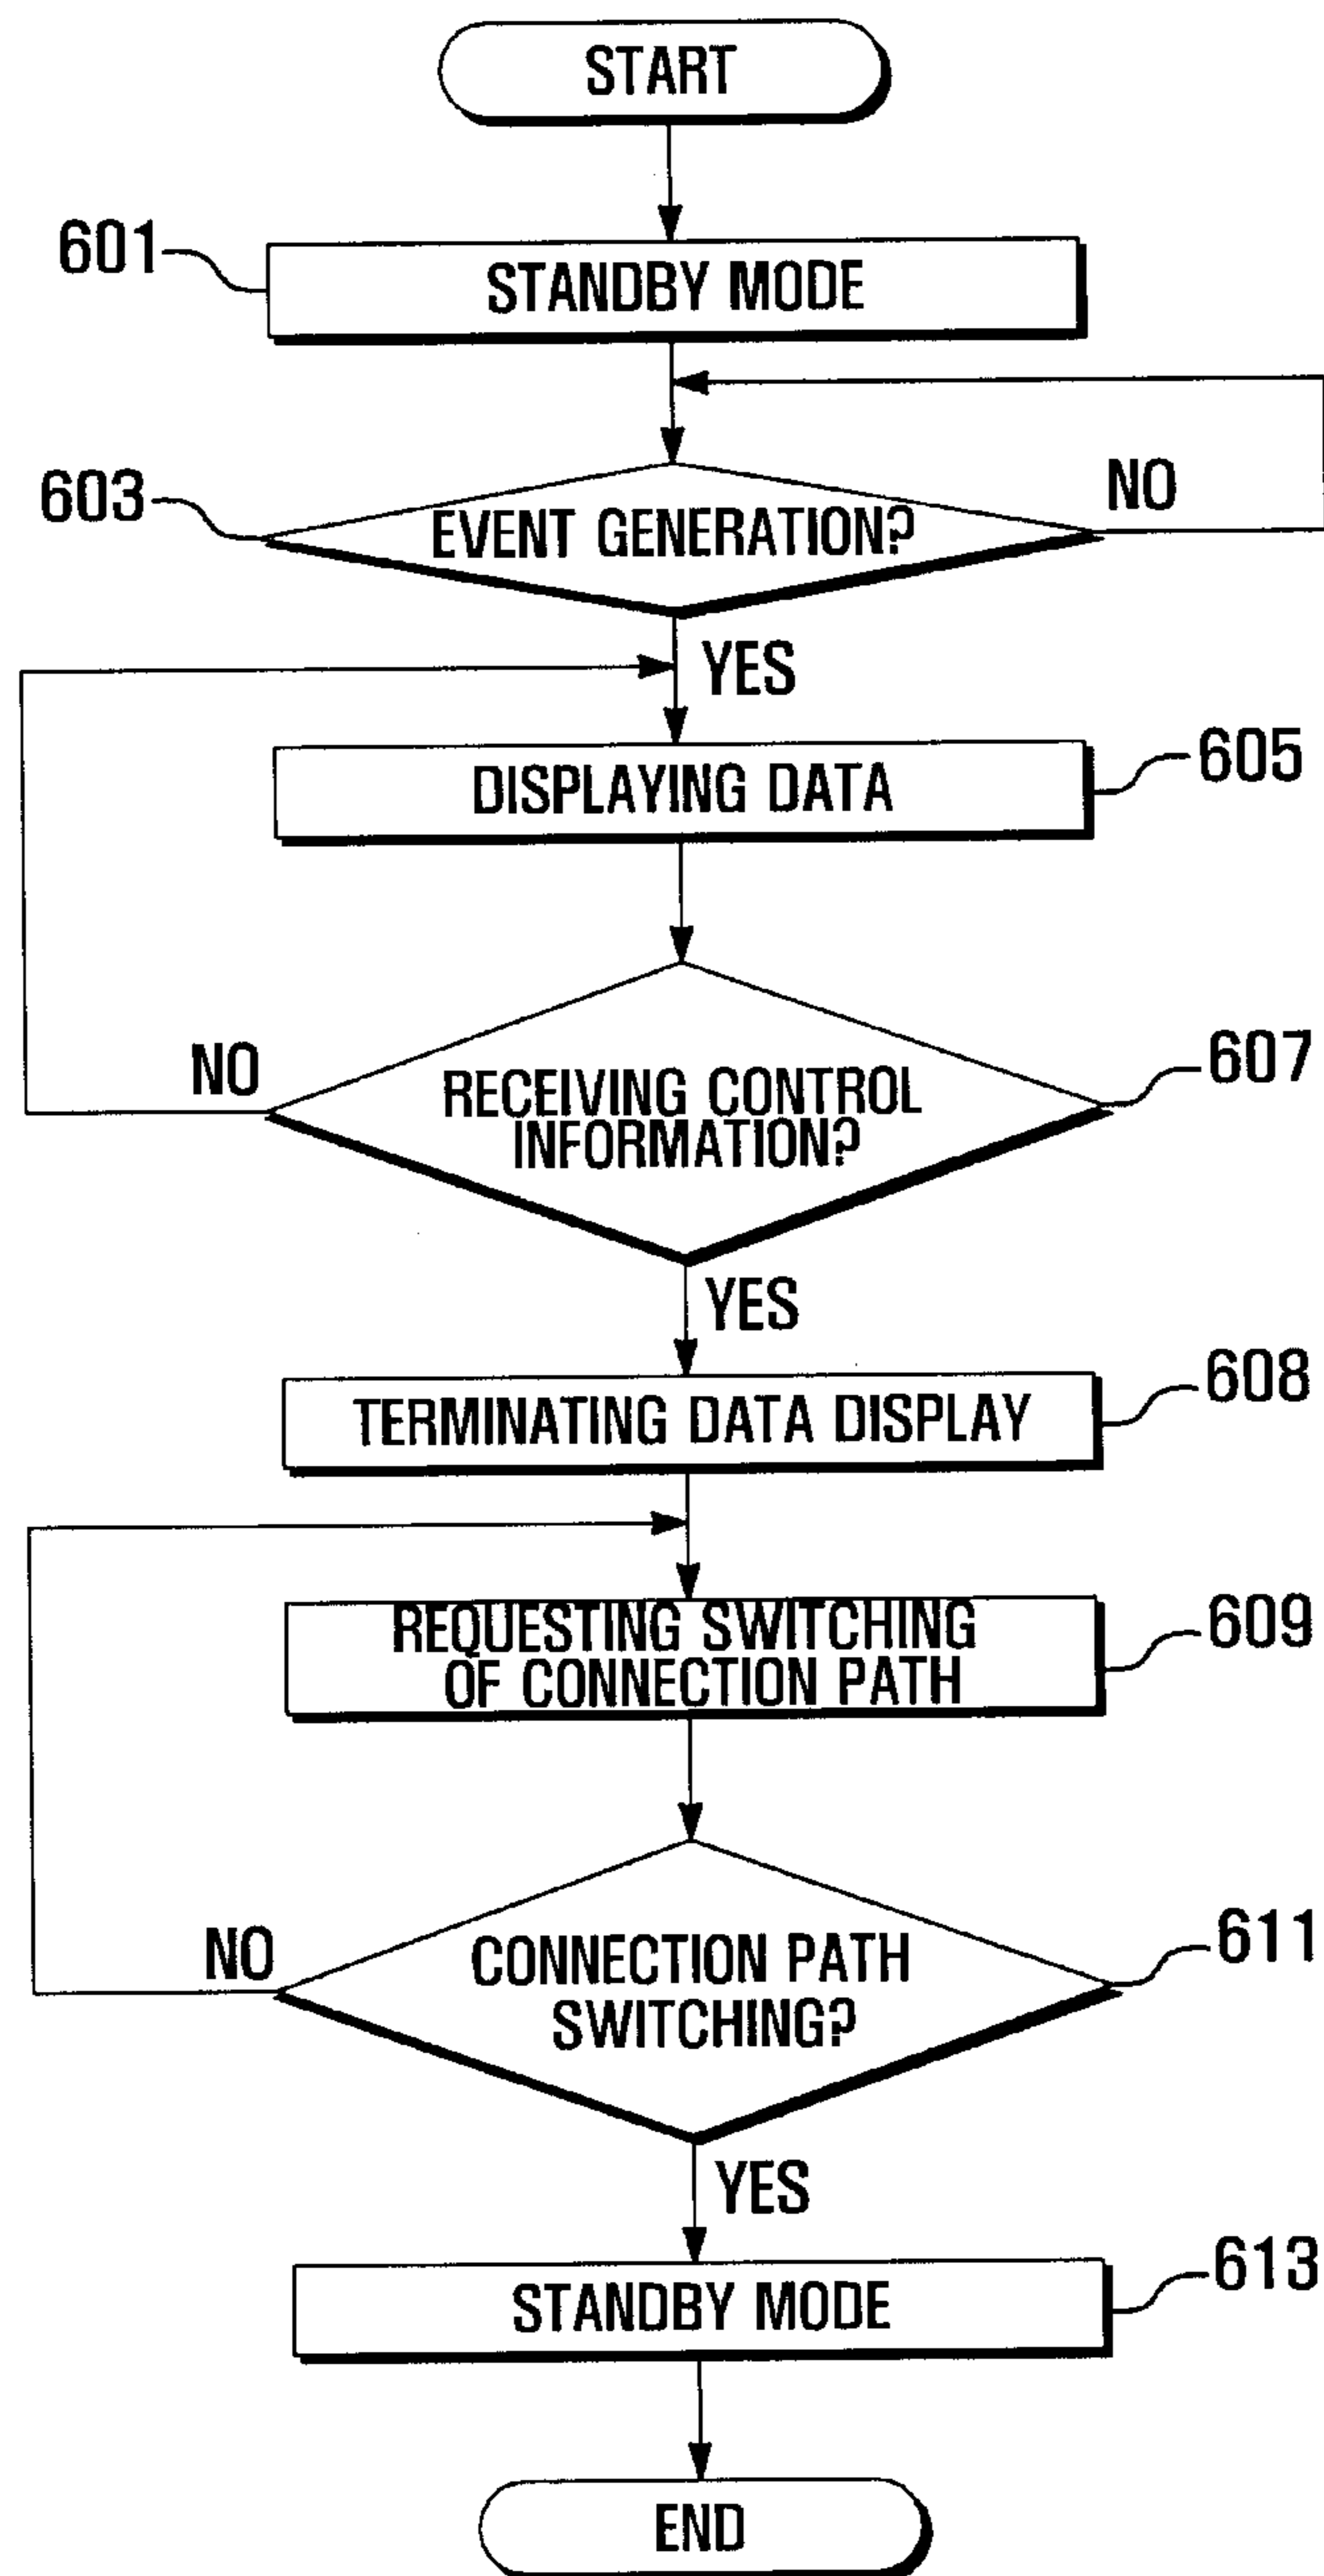 START
601
STANDBY MODE
603
EVENT GENERATION?
NO
YES
DISPLAYING DATA
605
NO
RECEIVING CONTROL
INFORMATION?
607
YES
TERMINATING DATA DISPLAY
608
REQUESTING SWITCHING
OF CONNECTION PATH
609
NO
CONNECTION PATH
SWITCHING?
611
YES
STANDBY MODE
613
END